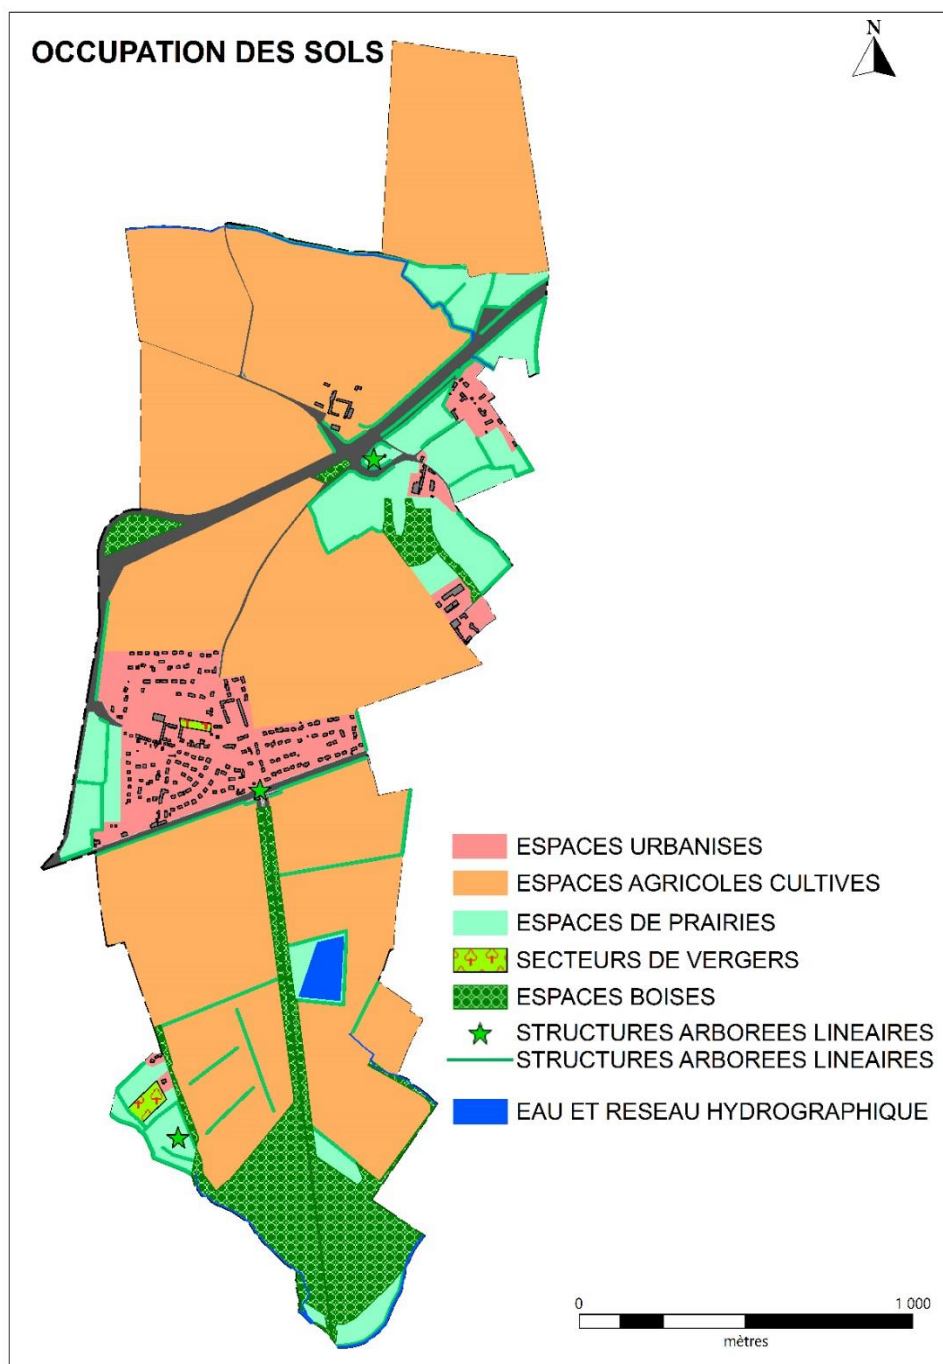 OCCUPATION DES SOLS
N
ESPACES URBANISES
ESPACES AGRICOLES CULTIVES
ESPACES DE PRAIRIES
SECTEURS DE VERGERS
ESPACES BOISES
STRUCTURES ARBOREES LINEAIRES
STRUCTURES ARBOREES LINEAIRES
EAU ET RESEAU HYDROGRAPHIQUE
0 1 000
mètres